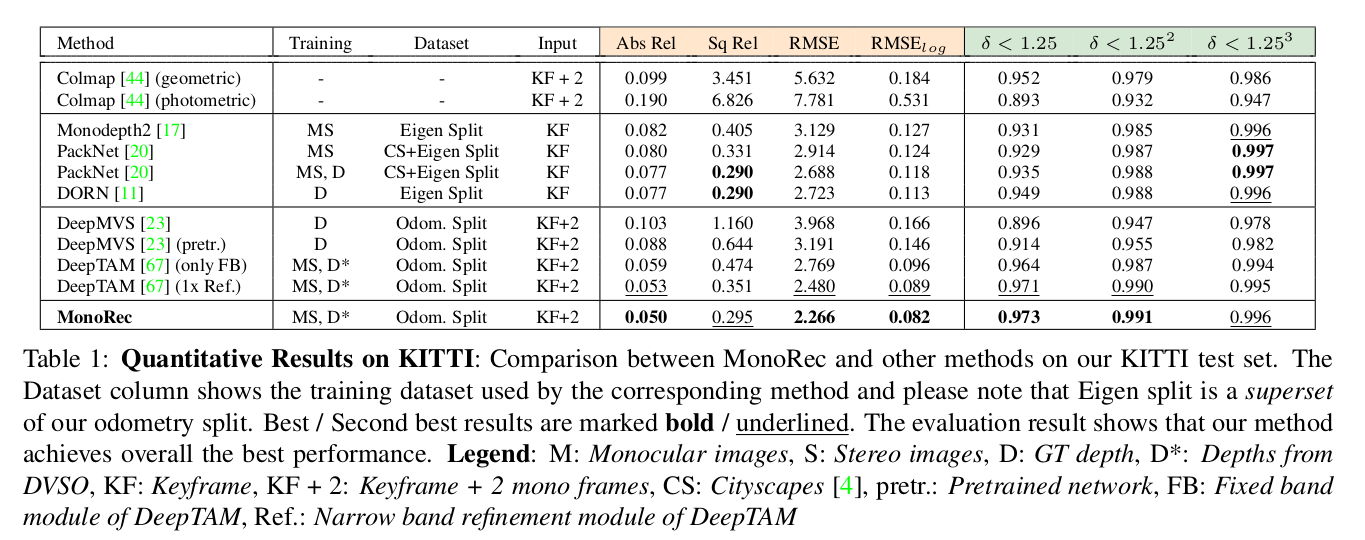 Method Training Dataset Input Abs Rel Sq Rel RMSE RMSE_log δ < 1.25 δ < 1.25² δ < 1.25³
Colmap [44] (geometric) - - KF + 2 0.099 3.451 5.632 0.184 0.952 0.979 0.986
Colmap [44] (photometric) - - KF + 2 0.190 6.826 7.781 0.531 0.893 0.932 0.947
Monodepth2 [17] MS Eigen Split KF 0.082 0.405 3.129 0.127 0.931 0.985 0.996
PackNet [20] MS CS+Eigen Split KF 0.080 0.331 2.914 0.124 0.929 0.987 0.997
PackNet [20] MS, D CS+Eigen Split KF 0.077 0.290 2.688 0.118 0.935 0.988 0.997
DORN [11] D Eigen Split KF 0.077 0.290 2.723 0.113 0.949 0.988 0.996
DeepMVS [23] D Odom. Split KF+2 0.103 1.160 3.968 0.166 0.896 0.947 0.978
DeepMVS [23] (pretr.) D Odom. Split KF+2 0.088 0.644 3.191 0.146 0.914 0.955 0.982
DeepTAM [67] (only FB) MS, D* Odom. Split KF+2 0.059 0.474 2.769 0.096 0.964 0.987 0.994
DeepTAM [67] (1x Ref.) MS, D* Odom. Split KF+2 0.053 0.351 2.480 0.089 0.971 0.990 0.995
MonoRec MS, D* Odom. Split KF+2 0.050 0.295 2.266 0.082 0.973 0.991 0.996
Table 1: Quantitative Results on KITTI: Comparison between MonoRec and other methods on our KITTI test set. The
Dataset column shows the training dataset used by the corresponding method and please note that Eigen split is a superset
of our odometry split. Best / Second best results are marked bold / underlined. The evaluation result shows that our method
achieves overall the best performance. Legend: M: Monocular images, S: Stereo images, D: GT depth, D*: Depths from
DVSO, KF: Keyframe, KF + 2: Keyframe + 2 mono frames, CS: Cityscapes [4], pretr.: Pretrained network, FB: Fixed band
module of DeepTAM, Ref.: Narrow band refinement module of DeepTAM